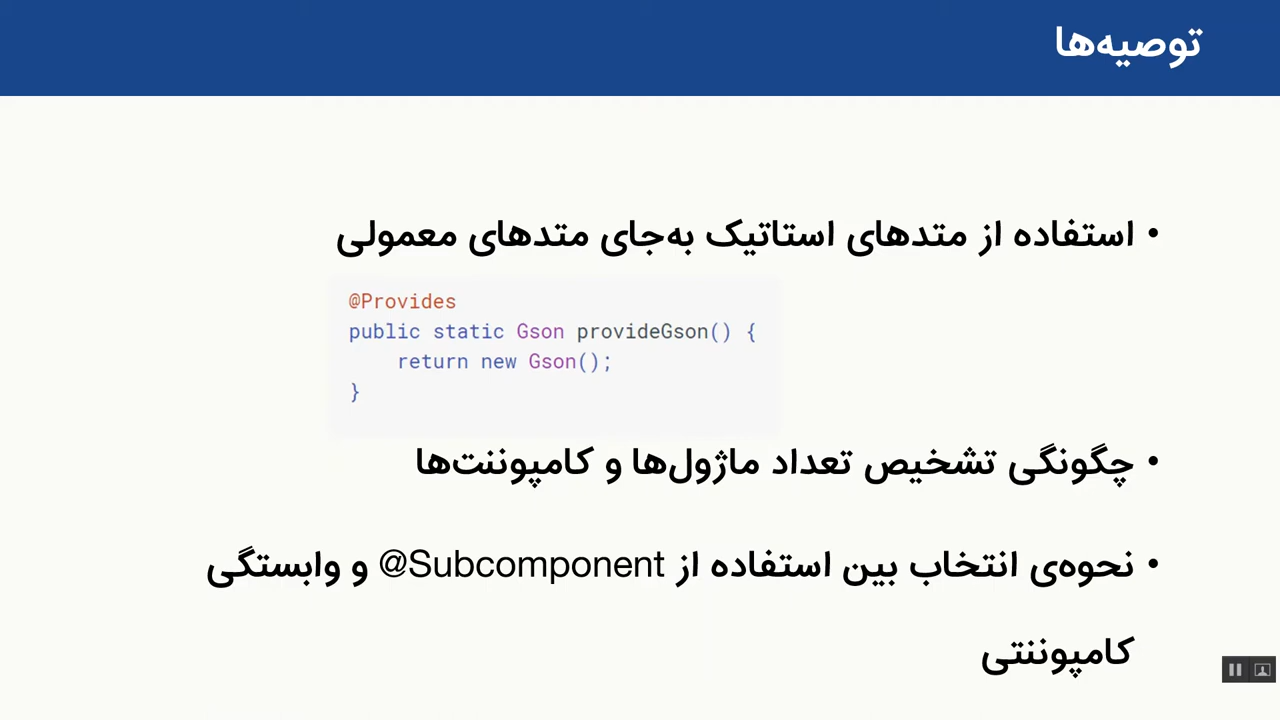 توصیه‌ها
• استفاده از متدهای استاتیک به‌جای متدهای معمولی
@Provides
public static Gson provideGson() {
    return new Gson();
}
• چگونگی تشخیص تعداد ماژول‌ها و کامپوننت‌ها
• نحوه‌ی انتخاب بین استفاده از @Subcomponent و وابستگی
کامپوننتی